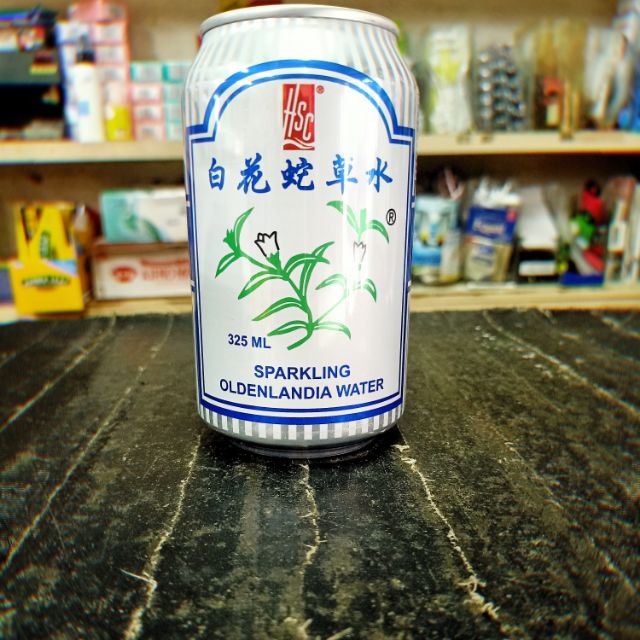 HSC®
白花蛇草水
®
325 ML
SPARKLING
OLDENLANDIA WATER